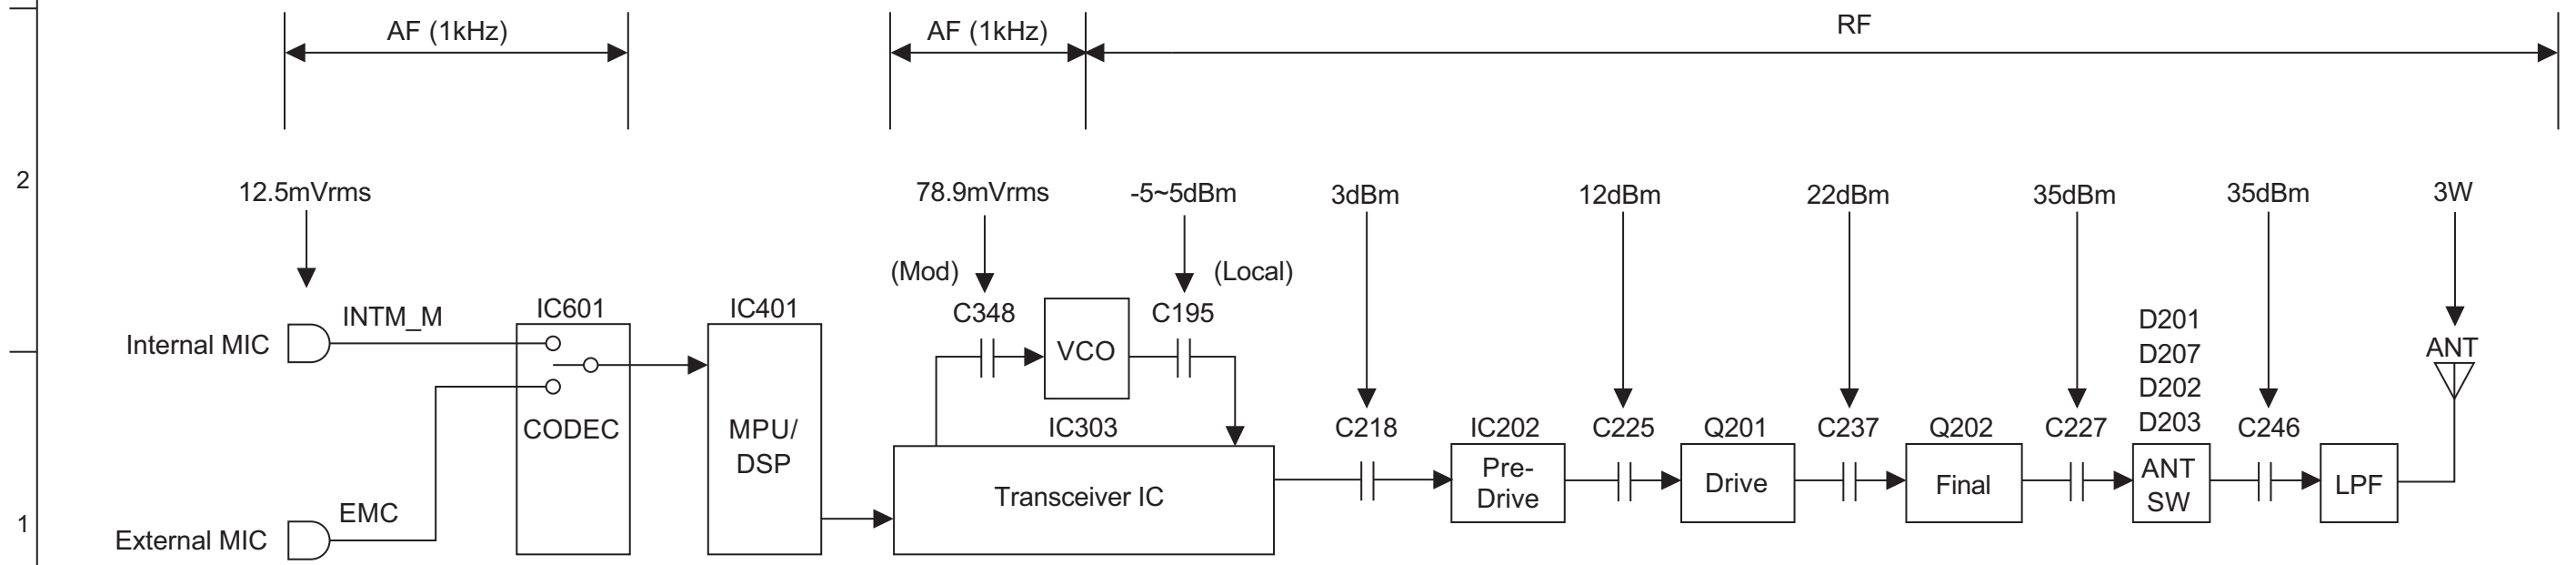 AF (1kHz)
AF (1kHz)
RF
2
12.5mVrms
78.9mVrms
-5~5dBm
3dBm
12dBm
22dBm
35dBm
35dBm
3W
(Mod)
(Local)
INTM_M
IC601
IC401
C348
C195
VCO
Internal MIC
D201
D207
D202
D203
ANT
CODEC
MPU/
DSP
IC303
C218
IC202
C225
Q201
C237
Q202
C227
C246
Transceiver IC
Pre-
Drive
Drive
Final
ANT
SW
LPF
1
EMC
External MIC